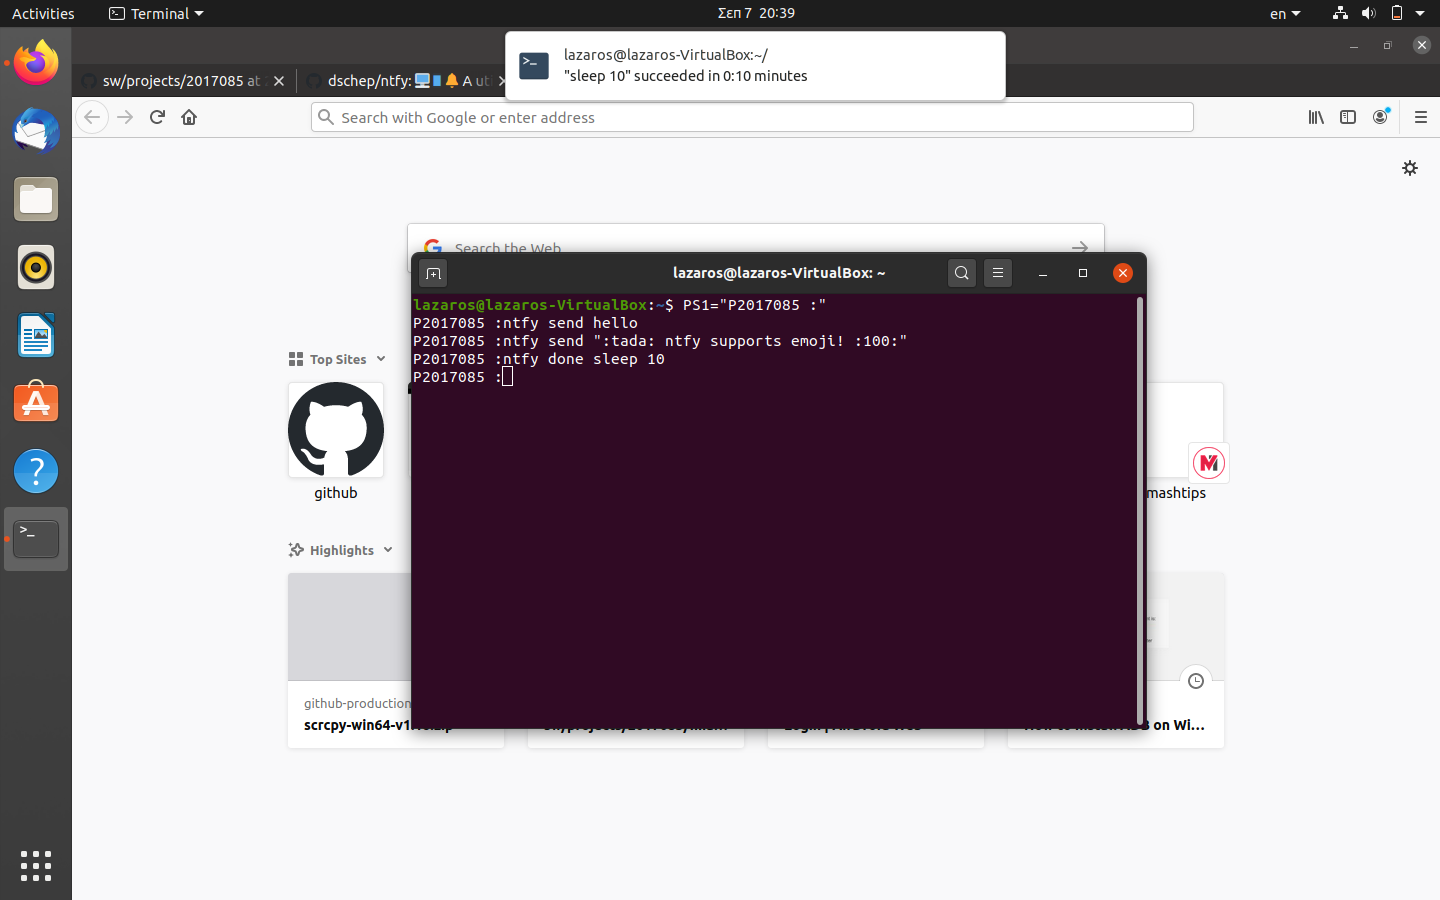 Activities
Terminal
Σεπ 7 20:39
en
lazaros@lazaros-VirtualBox:~/
"sleep 10" succeeded in 0:10 minutes
sw/projects/2017085 at
dschep/ntfy: 🖥️📱🔔 A ut
Search with Google or enter address
Search the Web
lazaros@lazaros-VirtualBox: ~
lazaros@lazaros-VirtualBox:~$ PS1="P2017085 :"
P2017085 :ntfy send hello
P2017085 :ntfy send ":tada: ntfy supports emoji! :100:"
P2017085 :ntfy done sleep 10
P2017085 :
Top Sites
github
mashtips
Highlights
github-production
scrcpy-win64-v1
on Wi...